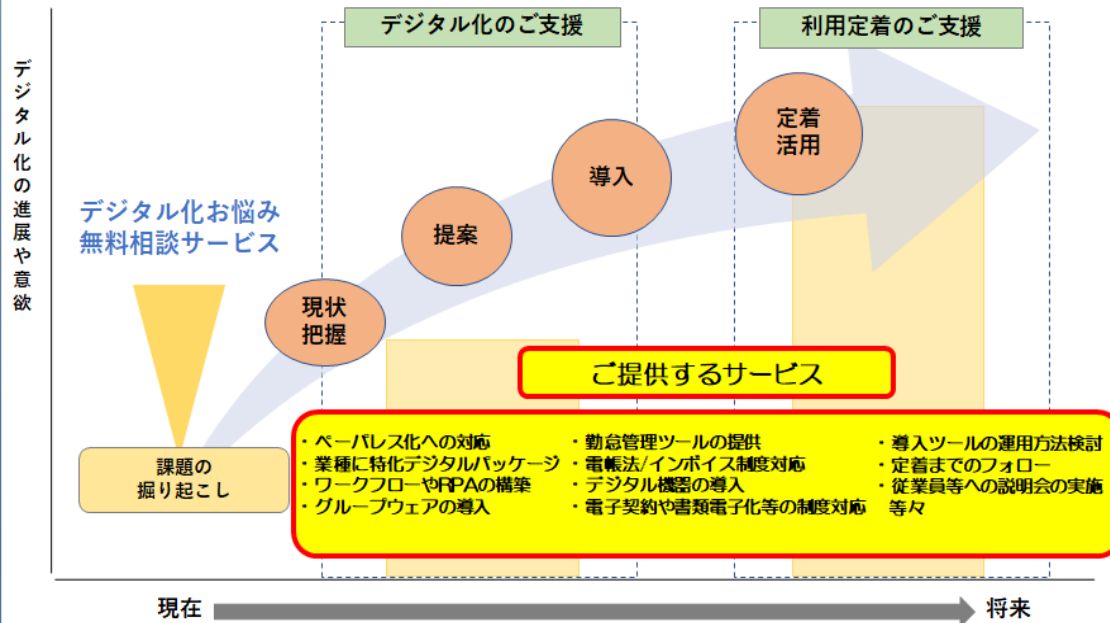 デジタル化のご支援
利用定着のご支援
デジタル化の進展や意欲
定着
活用
導入
提案
現状
把握
デジタル化お悩み
無料相談サービス
課題の
掘り起こし
ご提供するサービス
・ペーパレス化への対応
・業種に特化デジタルパッケージ
・ワークフローやRPAの構築
・グループウェアの導入
・勤怠管理ツールの提供
・電帳法/インボイス制度対応
・デジタル機器の導入
・電子契約や書類電子化等の制度対応
・導入ツールの運用方法検討
・定着までのフォロー
・従業員等への説明会の実施
等々
現在
将来